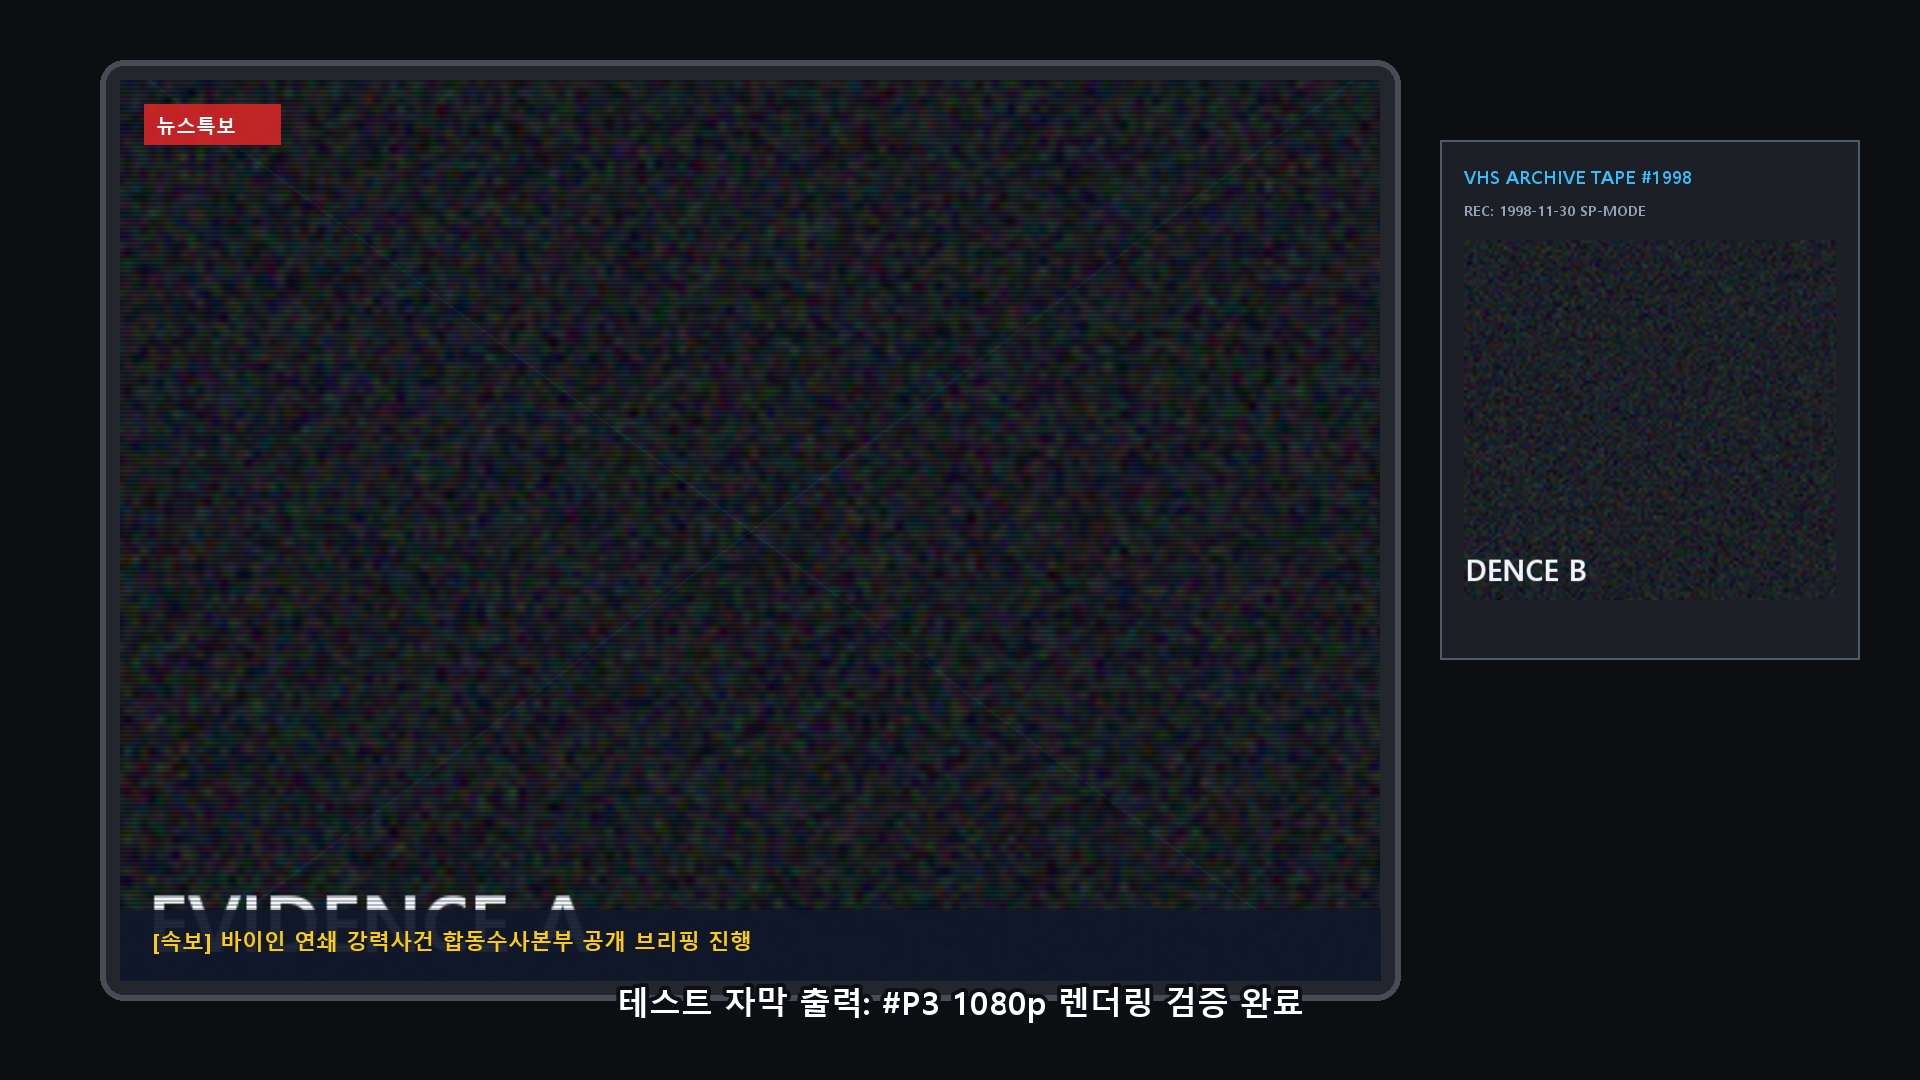 뉴스특보
VHS ARCHIVE TAPE #1998
REC: 1998-11-30 SP-MODE
DENCE B
EVIDENCE A
[속보] 바이인 연쇄 강력사건 합동수사본부 공개 브리핑 진행
테스트 자막 출력: #P3 1080p 렌더링 검증 완료